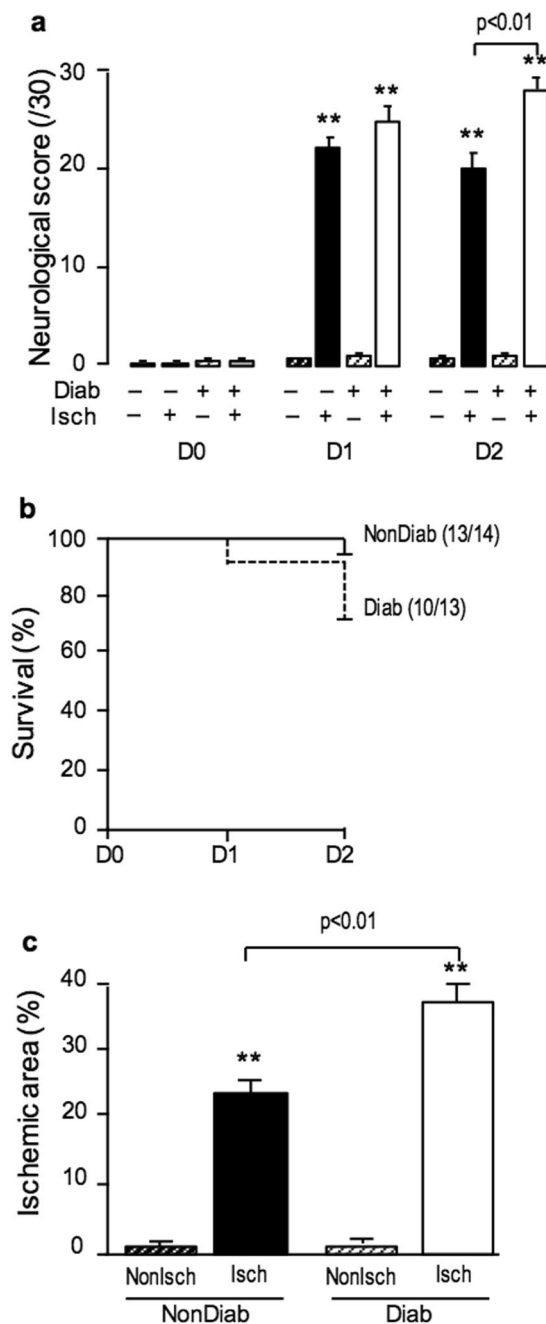 a
p<0.01
Neurological score (/30)
30
20
10
0
** ** ** **
Diab – – + + – – + + – – + +
Isch – + – + – + – + – + – +
D0 D1 D2
b
Survival (%)
100
80
60
40
20
0
NonDiab (13/14)
Diab (10/13)
D0 D1 D2
c
p<0.01
Ischemic area (%)
40
30
20
10
0
** **
NonIsch Isch NonIsch Isch
NonDiab Diab